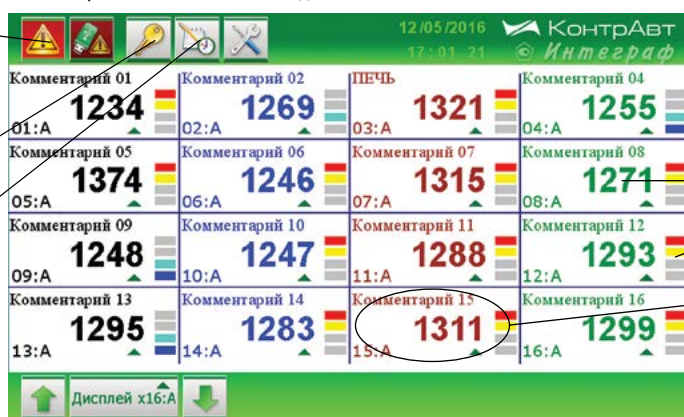 12/05/2016 КонтрАвт
17:01 21 © Интеграф
Комментарий 01 Комментарий 02 ПЕЧЬ Комментарий 04
1234 1269 1321 1255
01:A 02:A 03:A 04:A
Комментарий 05 Комментарий 06 Комментарий 07 Комментарий 08
1374 1246 1315 1271
05:A 06:A 07:A 08:A
Комментарий 09 Комментарий 10 Комментарий 11 Комментарий 12
1248 1247 1288 1293
09:A 10:A 11:A 12:A
Комментарий 13 Комментарий 14 Комментарий 15 Комментарий 16
1295 1283 1311 1299
13:A 14:A 15:A 16:A
Дисплей x16:A